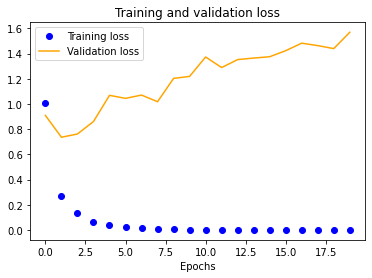 Training and validation loss
Training loss
Validation loss
1.6
1.4
1.2
1.0
0.8
0.6
0.4
0.2
0.0
0.0 2.5 5.0 7.5 10.0 12.5 15.0 17.5
Epochs